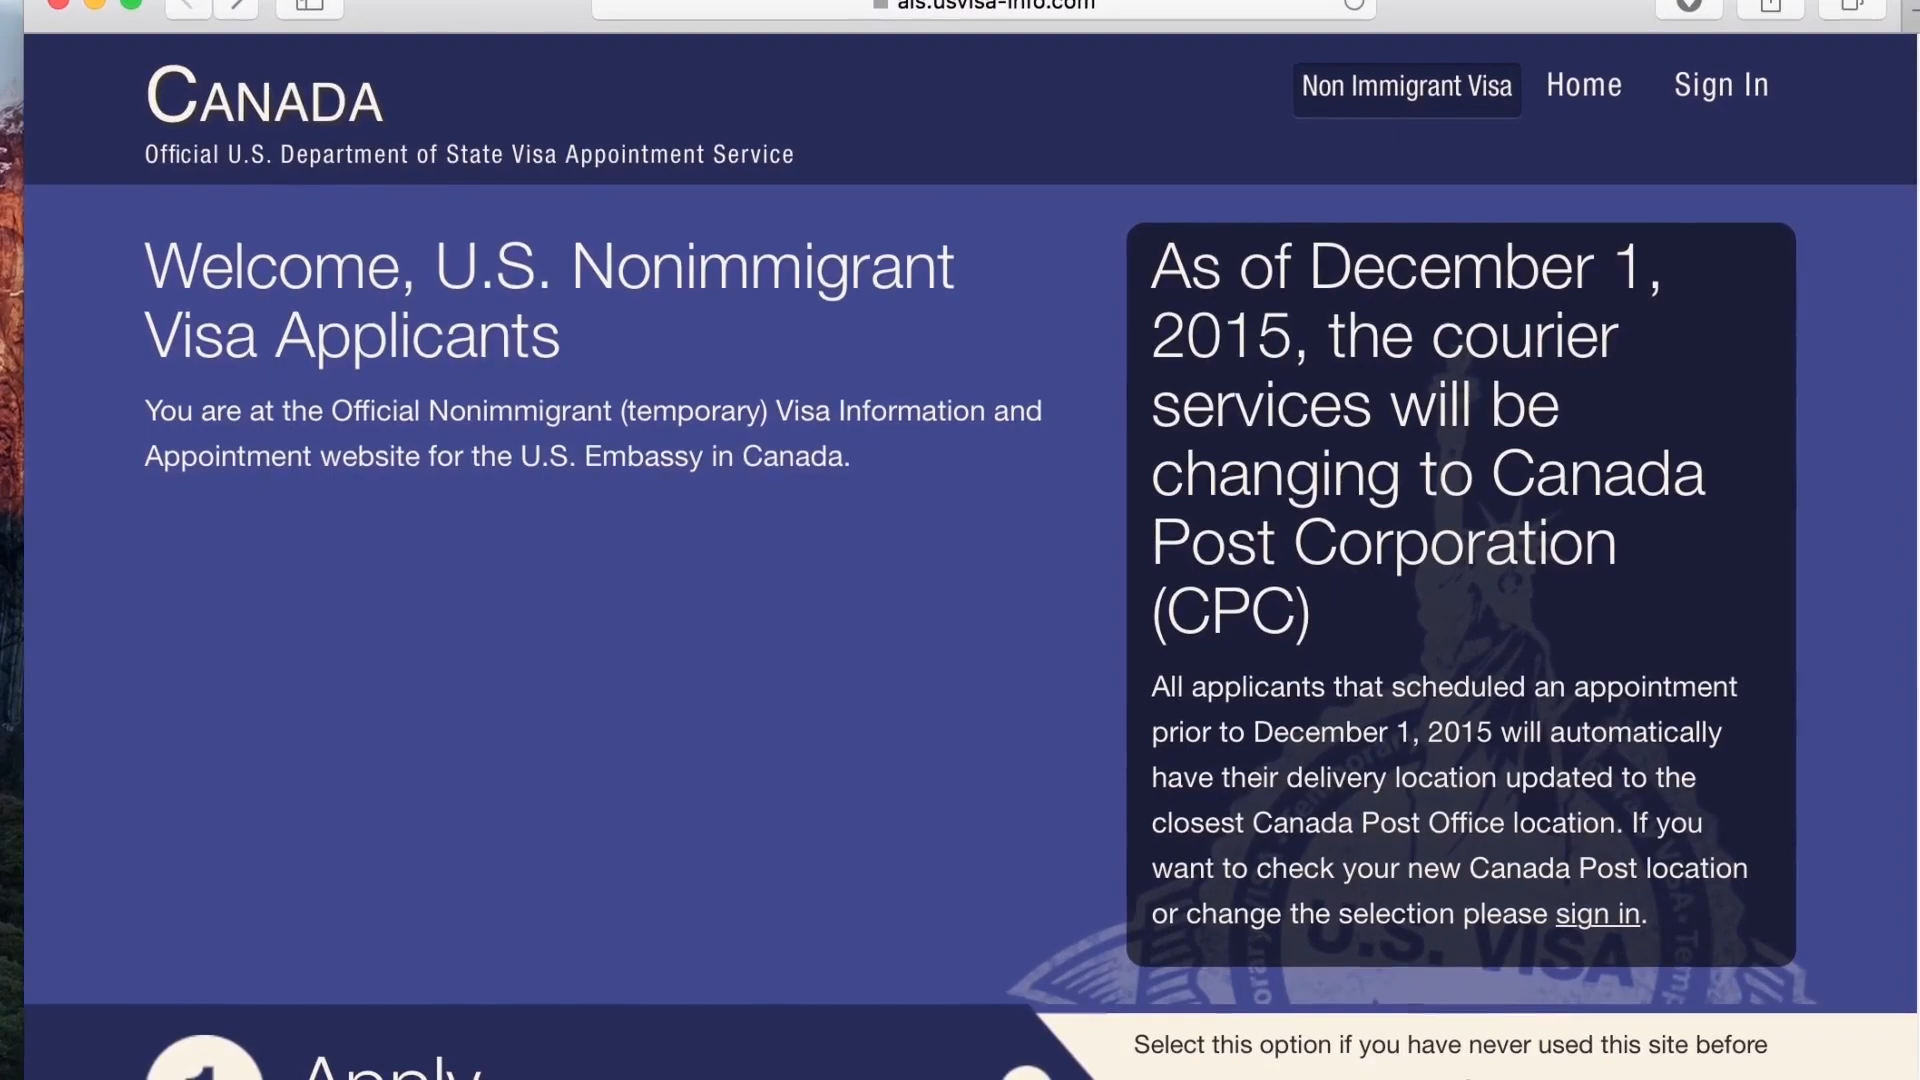 ais.usvisa-info.com
CANADA
Non Immigrant Visa
Home
Sign In
Official U.S. Department of State Visa Appointment Service
Welcome, U.S. Nonimmigrant
Visa Applicants
You are at the Official Nonimmigrant (temporary) Visa Information and
Appointment website for the U.S. Embassy in Canada.
As of December 1,
2015, the courier
services will be
changing to Canada
Post Corporation
(CPC)
All applicants that scheduled an appointment
prior to December 1, 2015 will automatically
have their delivery location updated to the
closest Canada Post Office location. If you
want to check your new Canada Post location
or change the selection please sign in.
U.S. VISA
1
Apply
Select this option if you have never used this site before